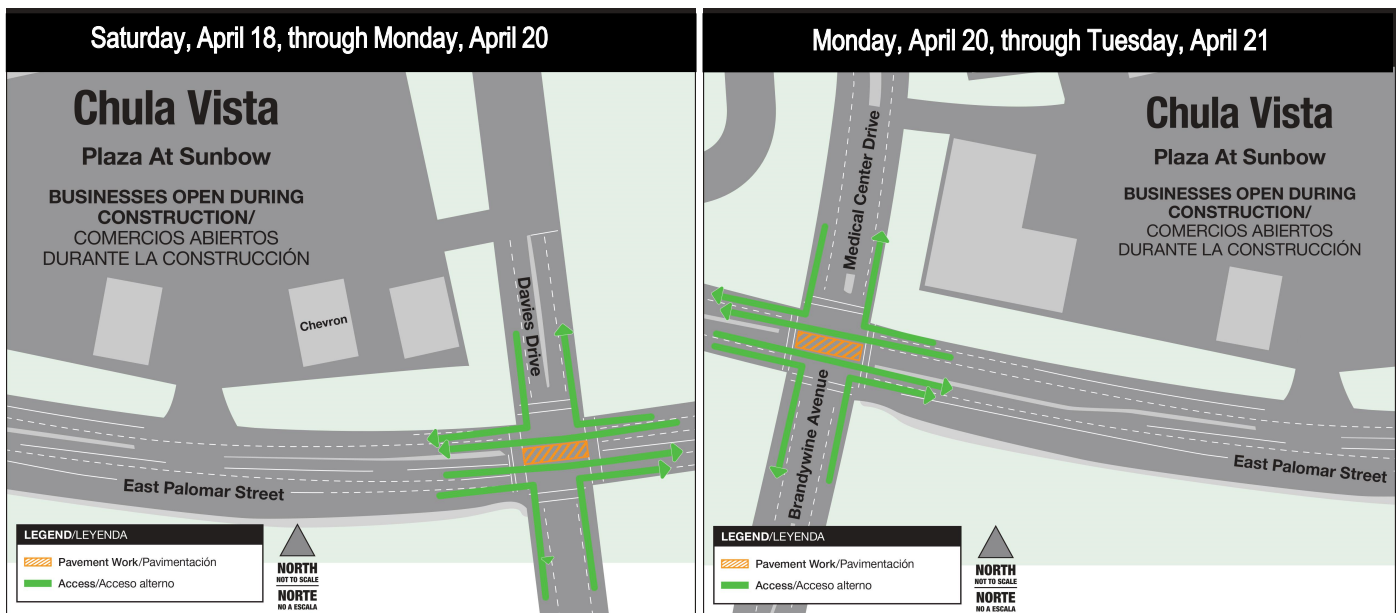 Saturday, April 18, through Monday, April 20
Chula Vista
Plaza At Sunbow
BUSINESSES OPEN DURING
CONSTRUCTION/
COMERCIOS ABIERTOS
DURANTE LA CONSTRUCCIÓN
Chevron
Davies Drive
East Palomar Street
LEGEND/LEYENDA
Pavement Work/Pavimentación
Access/Acceso alterno
NORTH
NOT TO SCALE
NORTE
NO A ESCALA
Monday, April 20, through Tuesday, April 21
Chula Vista
Plaza At Sunbow
BUSINESSES OPEN DURING
CONSTRUCTION/
COMERCIOS ABIERTOS
DURANTE LA CONSTRUCCIÓN
Medical Center Drive
Brandywine Avenue
East Palomar Street
LEGEND/LEYENDA
Pavement Work/Pavimentación
Access/Acceso alterno
NORTH
NOT TO SCALE
NORTE
NO A ESCALA